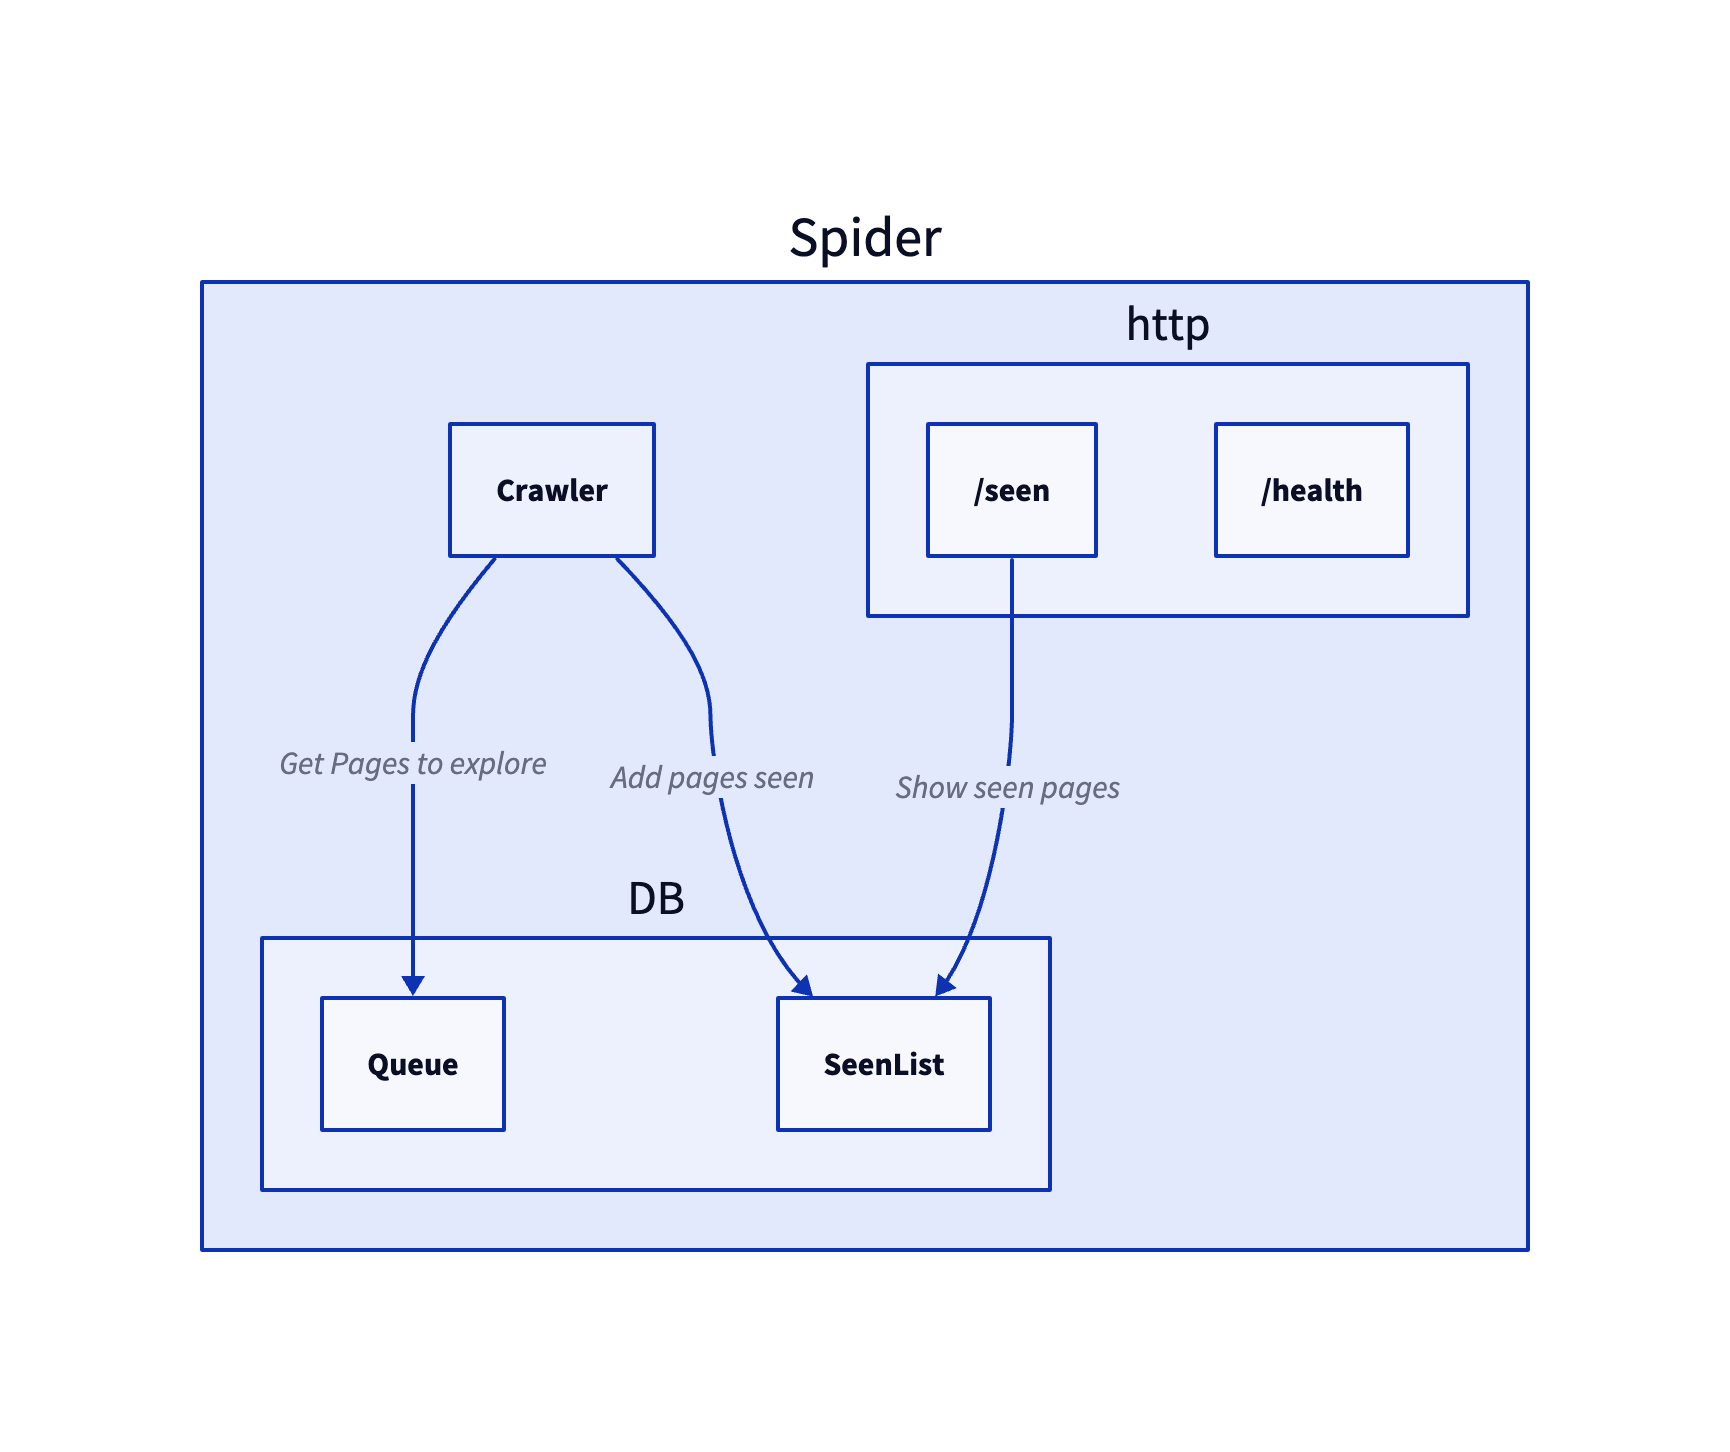 Spider
http
Crawler
/seen
/health
Get Pages to explore
Add pages seen
Show seen pages
DB
Queue
SeenList